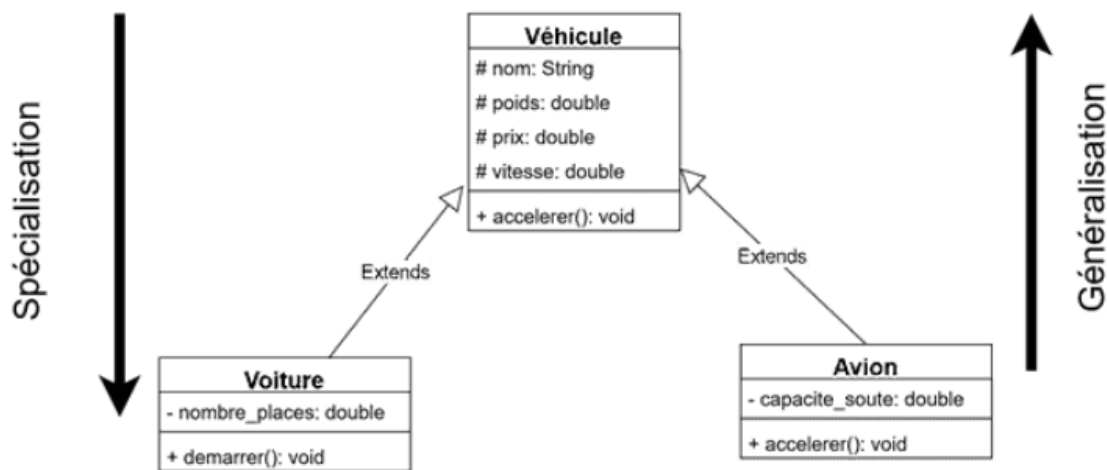 Spécialisation
Véhicule
# nom: String
# poids: double
# prix: double
# vitesse: double
+ accelerer(): void
Généralisation
Extends
Extends
Voiture
- nombre_places: double
+ demarrer(): void
Avion
- capacite_soute: double
+ accelerer(): void